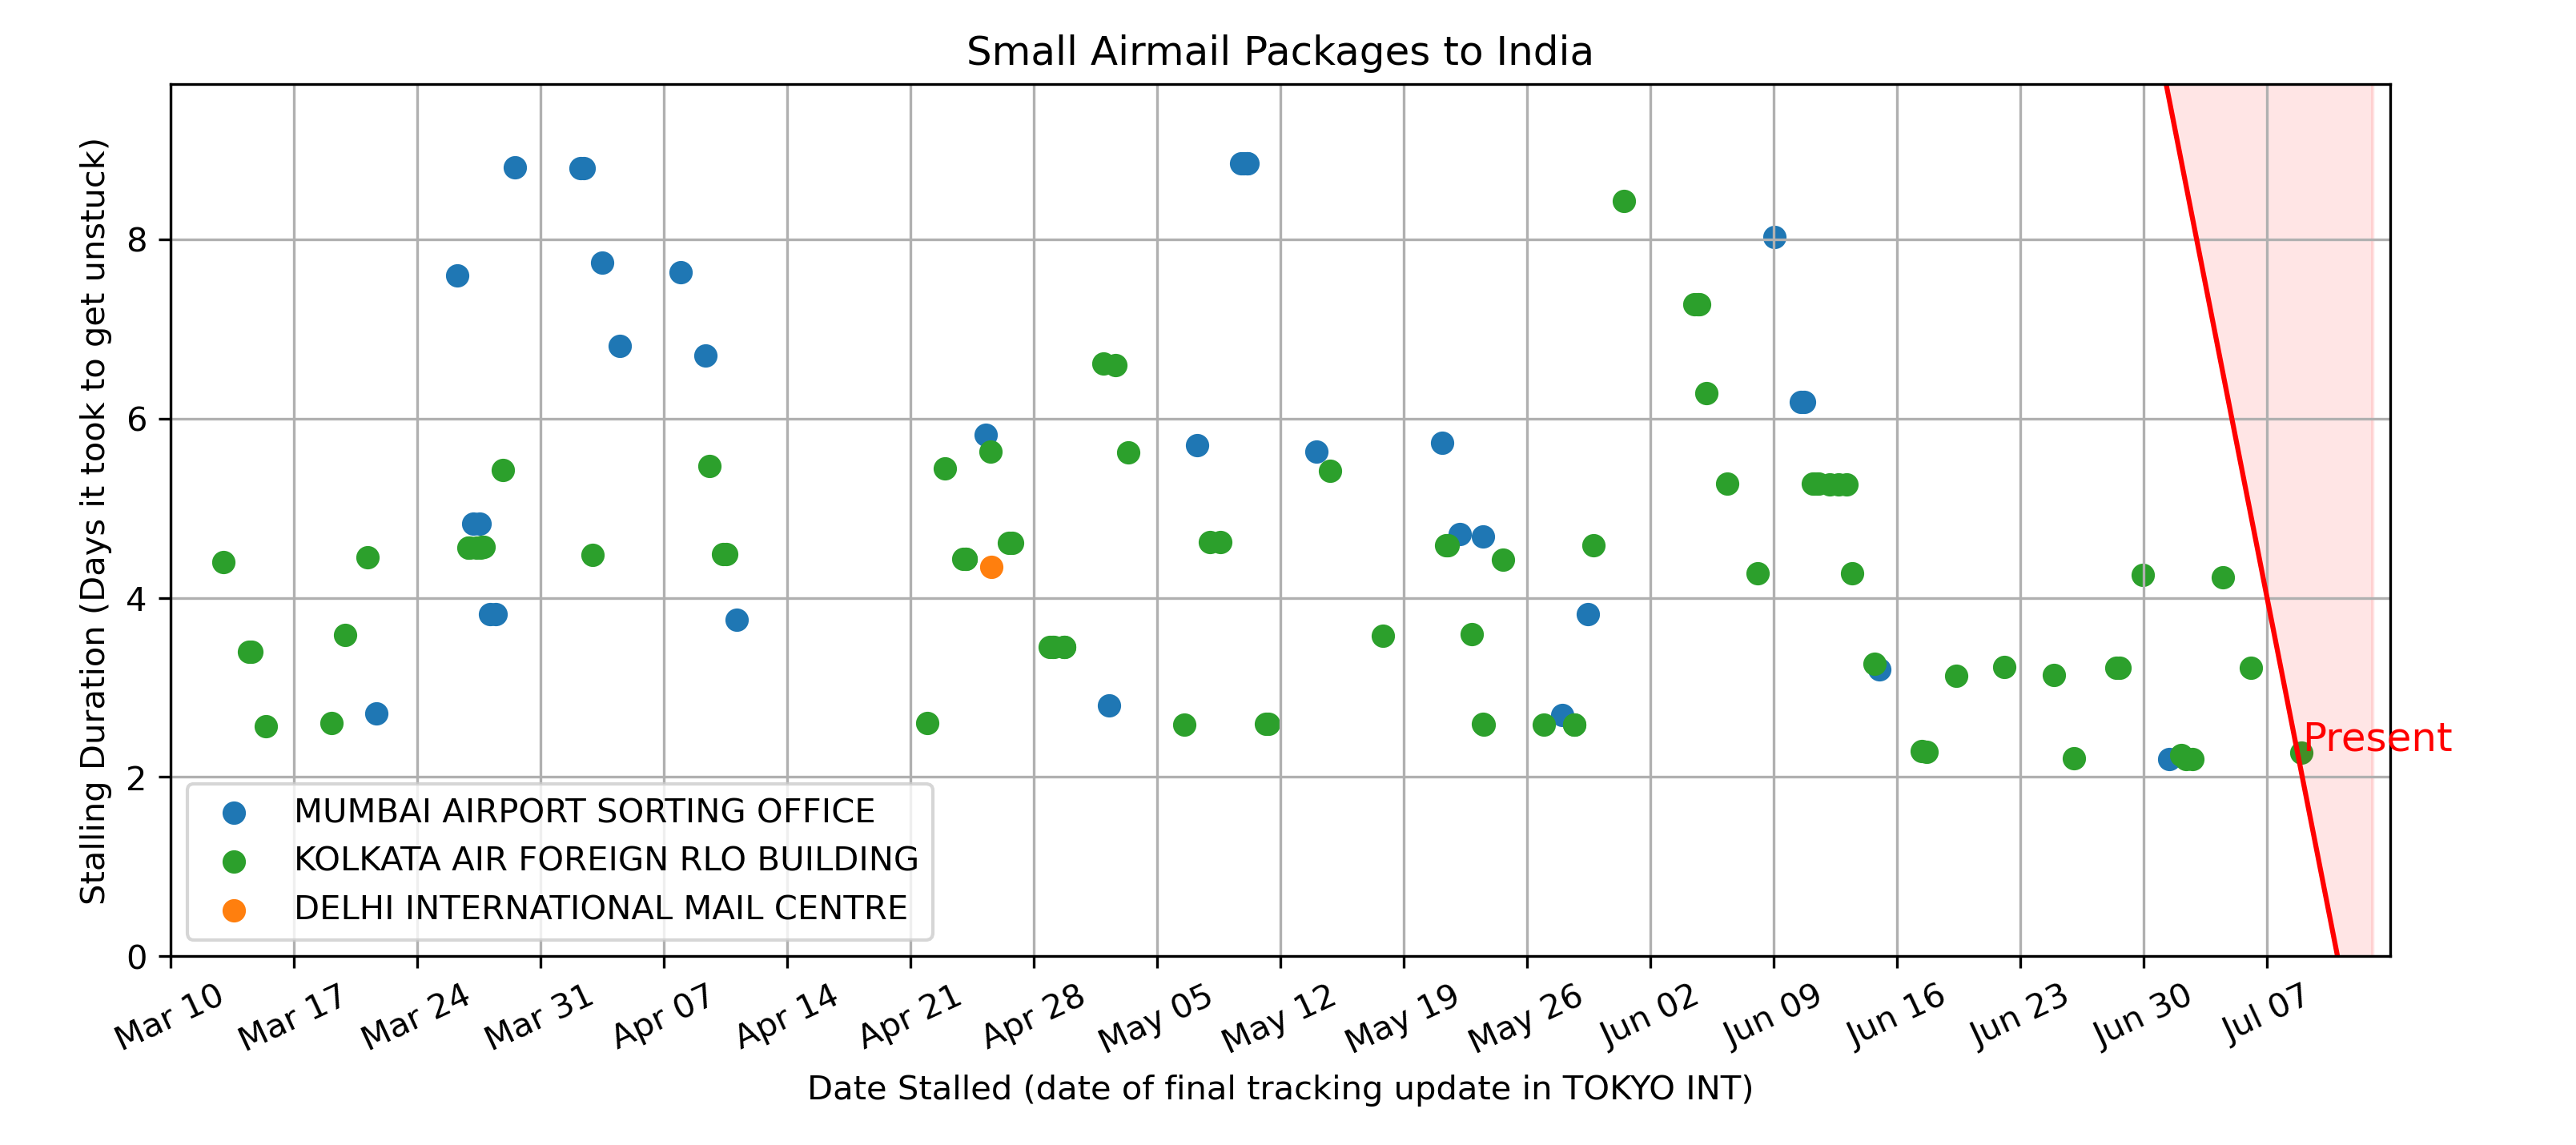 Small Airmail Packages to India
Stalling Duration (Days it took to get unstuck)
8
6
4
2
0
Present
MUMBAI AIRPORT SORTING OFFICE
KOLKATA AIR FOREIGN RLO BUILDING
DELHI INTERNATIONAL MAIL CENTRE
Mar 10
Mar 17
Mar 24
Mar 31
Apr 07
Apr 14
Apr 21
Apr 28
May 05
May 12
May 19
May 26
Jun 02
Jun 09
Jun 16
Jun 23
Jun 30
Jul 07
Date Stalled (date of final tracking update in TOKYO INT)